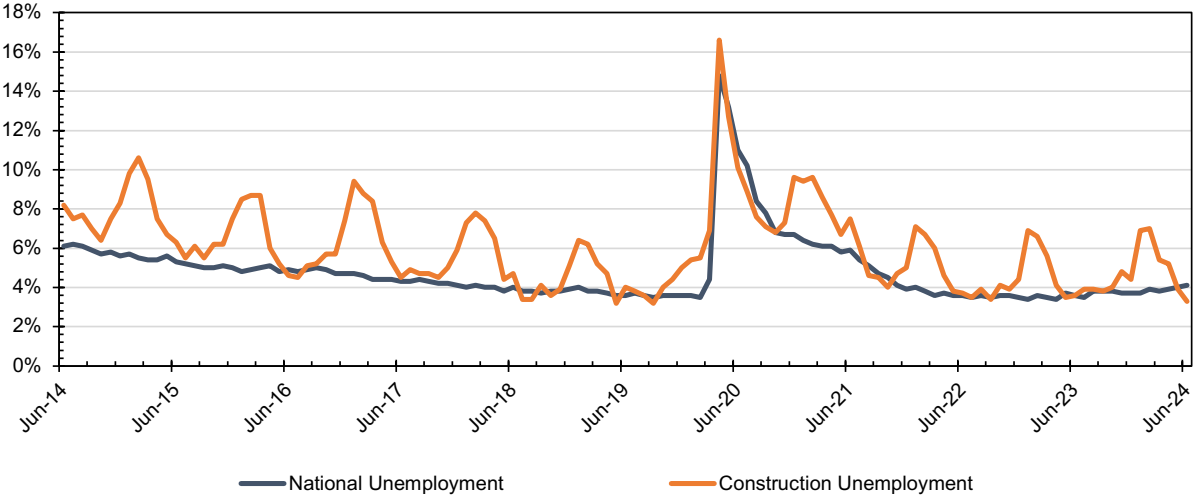 18%
16%
14%
12%
10%
8%
6%
4%
2%
0%
Jun-14
Jun-15
Jun-16
Jun-17
Jun-18
Jun-19
Jun-20
Jun-21
Jun-22
Jun-23
Jun-24
National Unemployment
Construction Unemployment